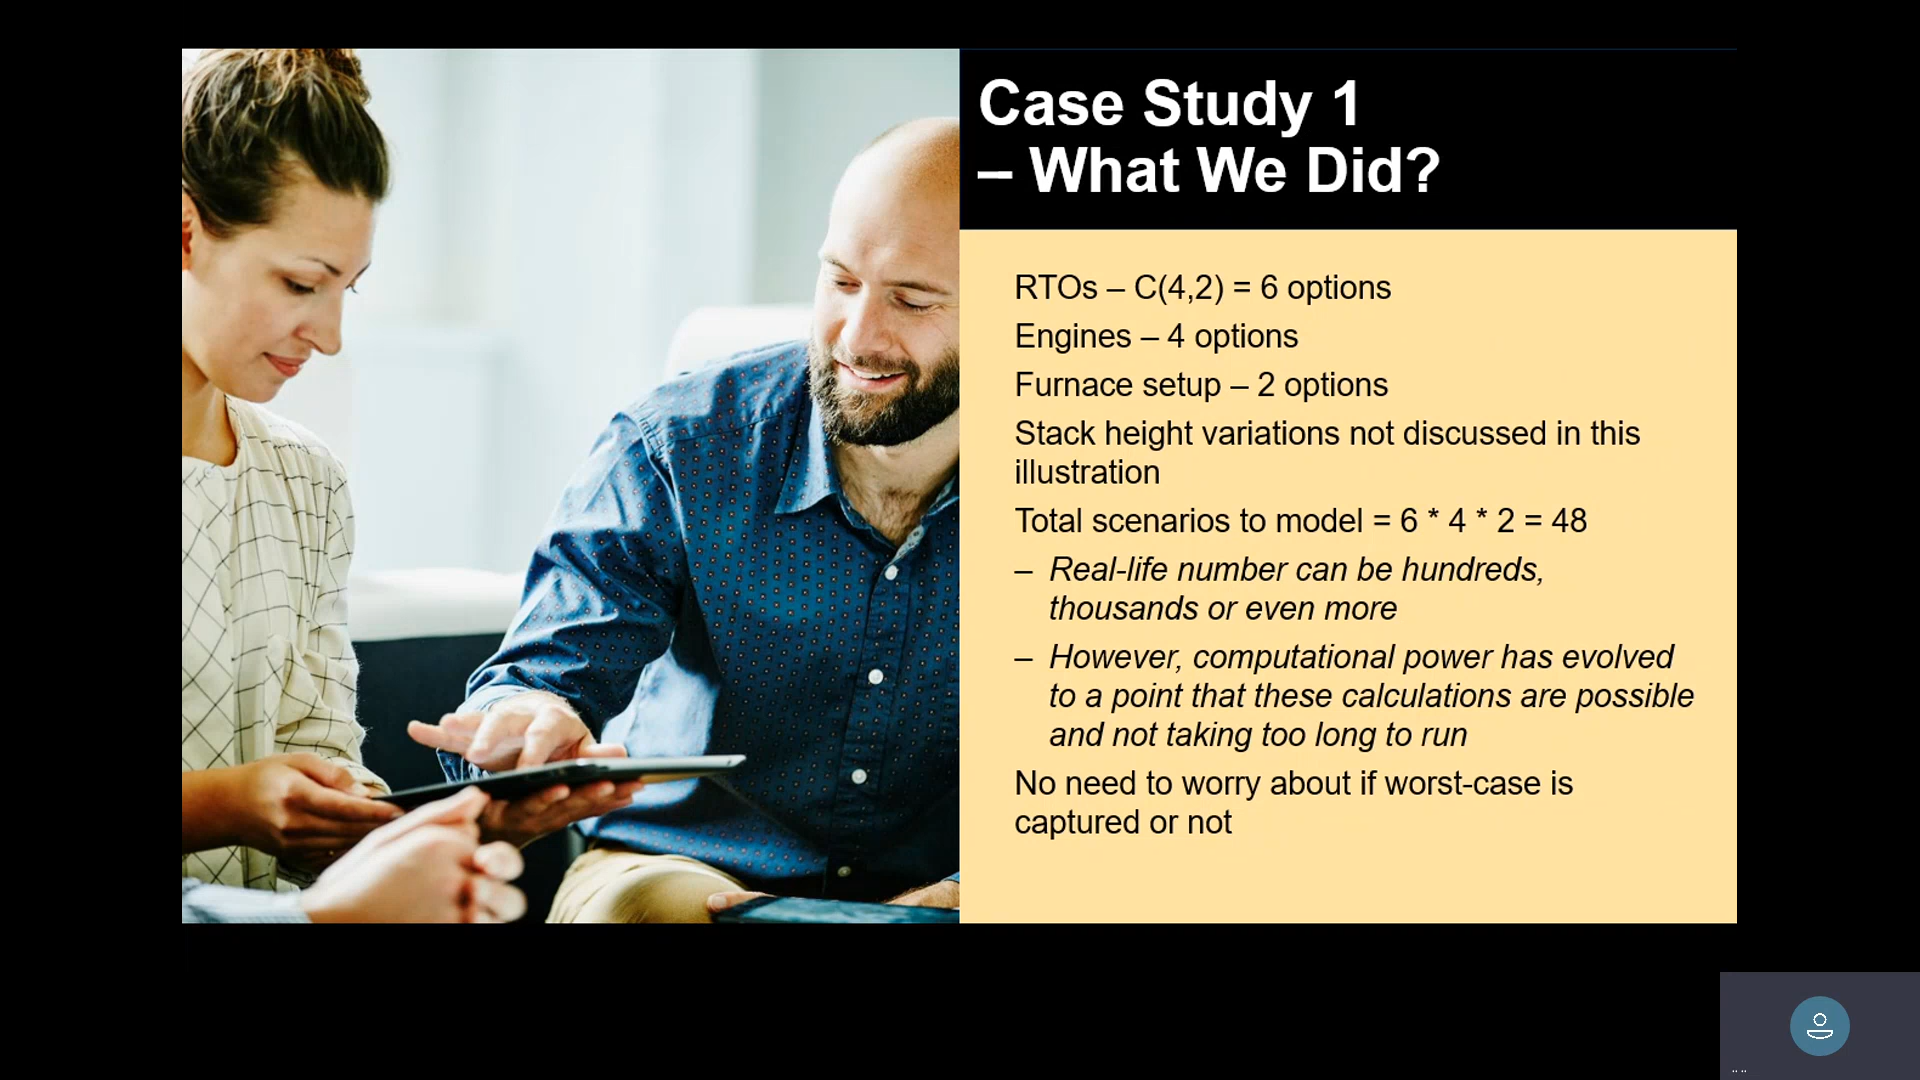 Case Study 1
– What We Did?
RTOs – C(4,2) = 6 options
Engines – 4 options
Furnace setup – 2 options
Stack height variations not discussed in this
illustration
Total scenarios to model = 6 * 4 * 2 = 48
– Real-life number can be hundreds,
thousands or even more
– However, computational power has evolved
to a point that these calculations are possible
and not taking too long to run
No need to worry about if worst-case is
captured or not